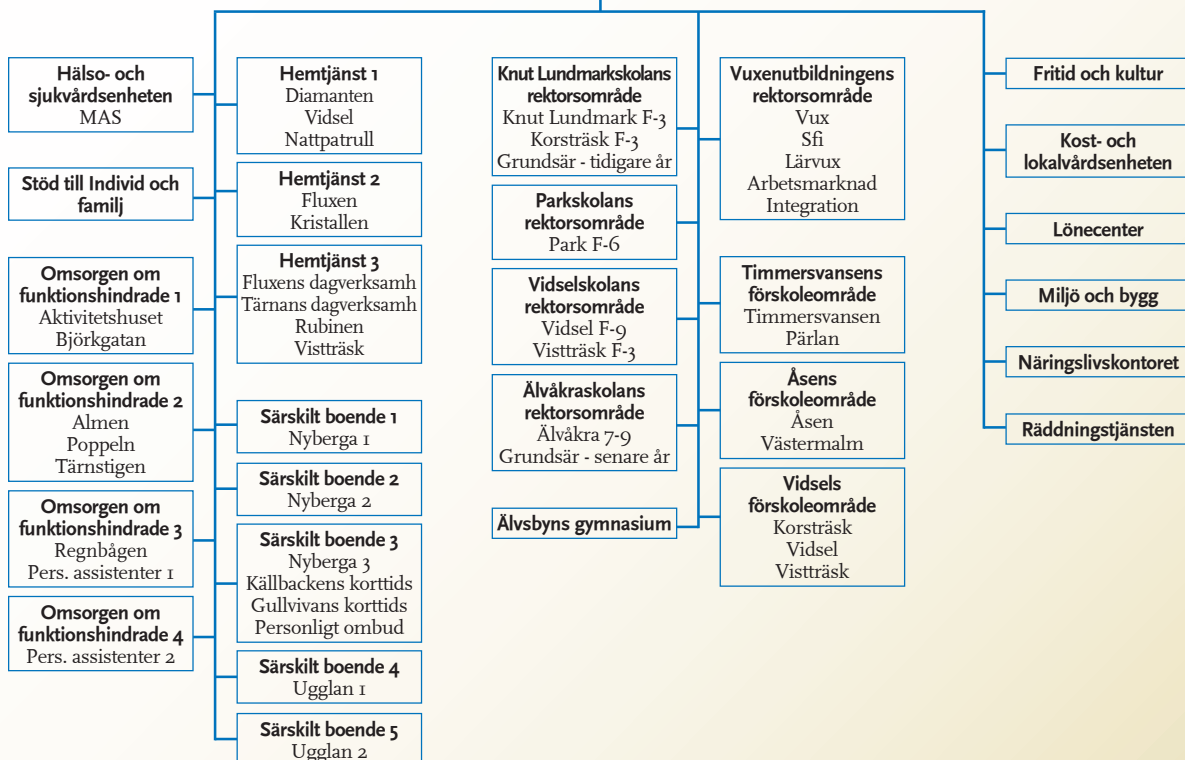 Hälso- och
sjukvårdsenheten
MAS
Stöd till Individ och
familj
Omsorgen om
funktionshindrade 1
Aktivitetshuset
Björkgatan
Omsorgen om
funktionshindrade 2
Almen
Poppeln
Tärnstigen
Omsorgen om
funktionshindrade 3
Regnbågen
Pers. assistenter 1
Omsorgen om
funktionshindrade 4
Pers. assistenter 2
Hemtjänst 1
Diamanten
Vidsel
Nattpatrull
Hemtjänst 2
Fluxen
Kristallen
Hemtjänst 3
Fluxens dagverksamh
Tärnans dagverksamh
Rubinen
Vistträsk
Särskilt boende 1
Nyberga 1
Särskilt boende 2
Nyberga 2
Särskilt boende 3
Nyberga 3
Källbackens korttids
Gullvivans korttids
Personligt ombud
Särskilt boende 4
Ugglan 1
Särskilt boende 5
Ugglan 2
Knut Lundmarkskolans
rektorsområde
Knut Lundmark F-3
Korsträsk F-3
Grundsär - tidigare år
Parkskolans
rektorsområde
Park F-6
Vidselskolans
rektorsområde
Vidsel F-9
Vistträsk F-3
Älvåkraskolans
rektorsområde
Älvåkra 7-9
Grundsär - senare år
Älvsbyns gymnasium
Vuxenutbildningens
rektorsområde
Vux
Sfi
Lärvux
Arbetsmarknad
Integration
Timmersvansens
förskoleområde
Timmersvansen
Pärlan
Åsens
förskoleområde
Åsen
Västermalm
Vidsels
förskoleområde
Korsträsk
Vidsel
Vistträsk
Fritid och kultur
Kost- och
lokalvårdsenheten
Lönecenter
Miljö och bygg
Näringslivskontoret
Räddningstjänsten